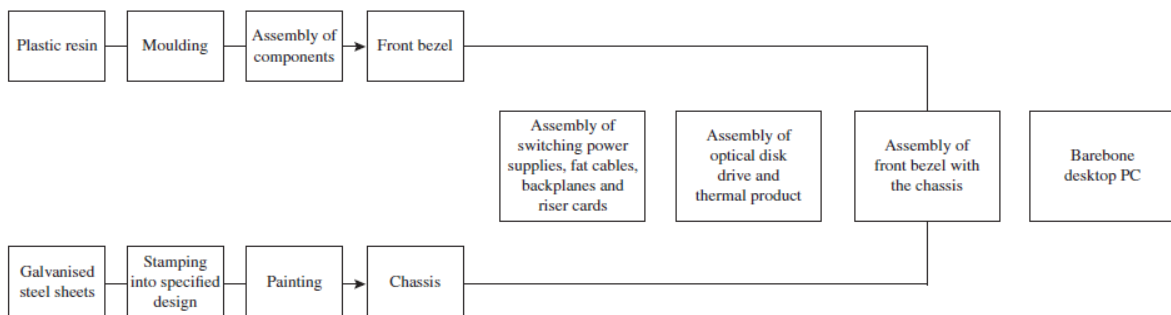 Plastic resin
Moulding
Assembly of
components
Front bezel
Assembly of
switching power
supplies, fat cables,
backplanes and
riser cards
Assembly of
optical disk
drive and
thermal product
Assembly of
front bezel with
the chassis
Barebone
desktop PC
Galvanised
steel sheets
Stamping
into specified
design
Painting
Chassis